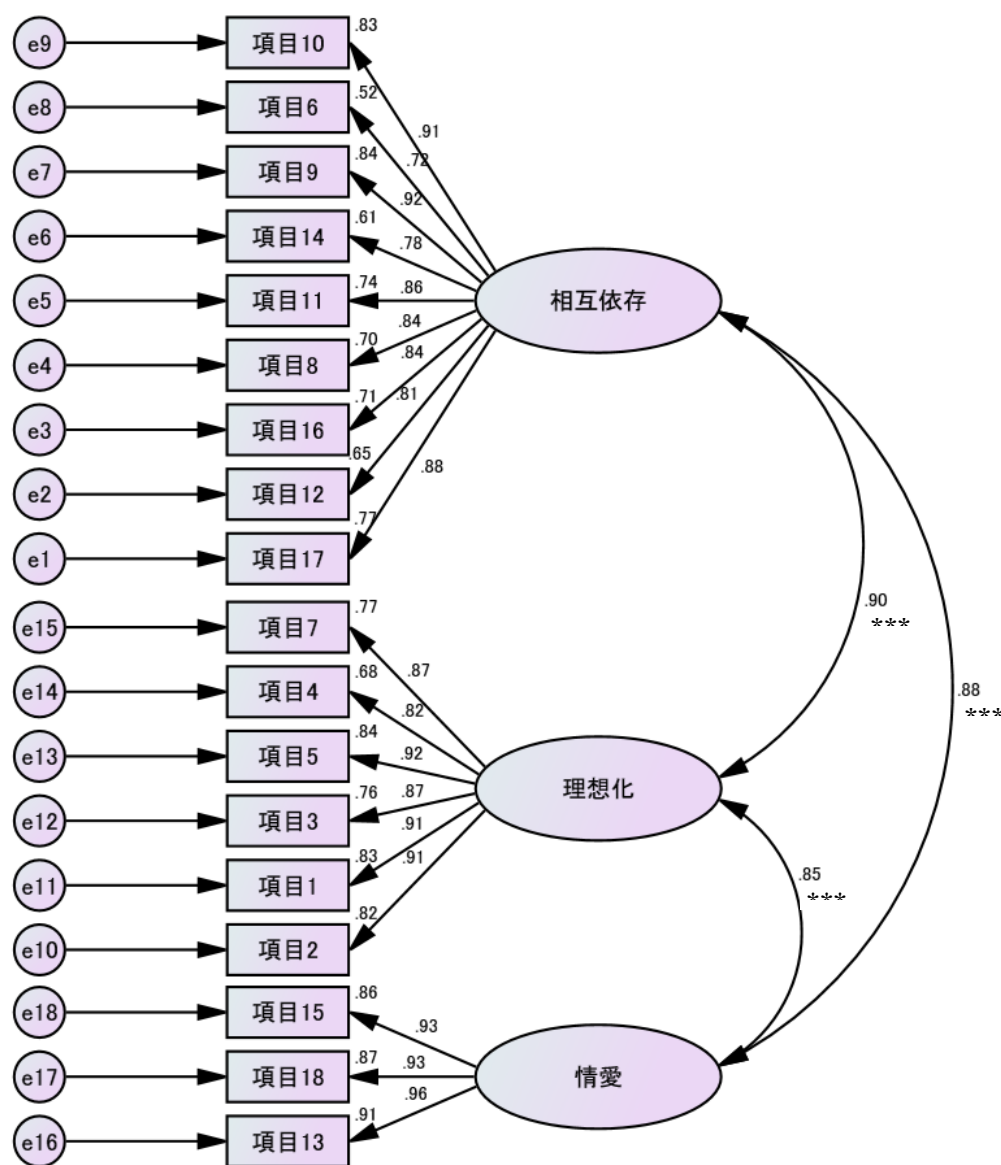 e9 項目10 .83
e8 項目6 .52
.91
e7 項目9 .84 .72
.92
e6 項目14 .61
.78
e5 項目11 .74 .86 相互依存
.84
e4 項目8 .70 .84
.81
e3 項目16 .71
.65 .88
e2 項目12
.77
e1 項目17
.90
***
e15 項目7 .77
.87
e14 項目4 .68
.82
.88
***
e13 項目5 .84
.92
e12 項目3 .76 .87 理想化
.91
.91
e11 項目1 .83
.85
***
e10 項目2 .82
e18 項目15 .86
.93
e17 項目18 .87 .93 情愛
.96
e16 項目13 .91